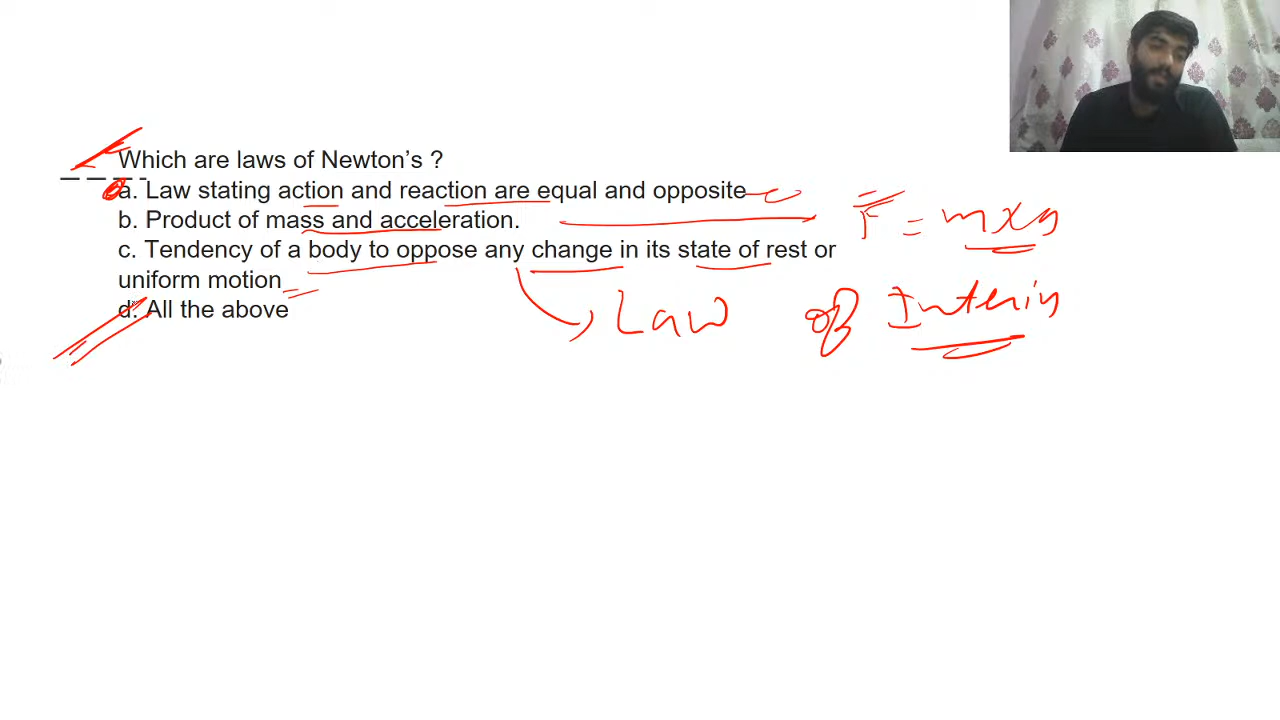 Which are laws of Newton's ?
a. Law stating action and reaction are equal and opposite
b. Product of mass and acceleration.
F = m x a
c. Tendency of a body to oppose any change in its state of rest or
uniform motion
d. All the above
Law of Interia